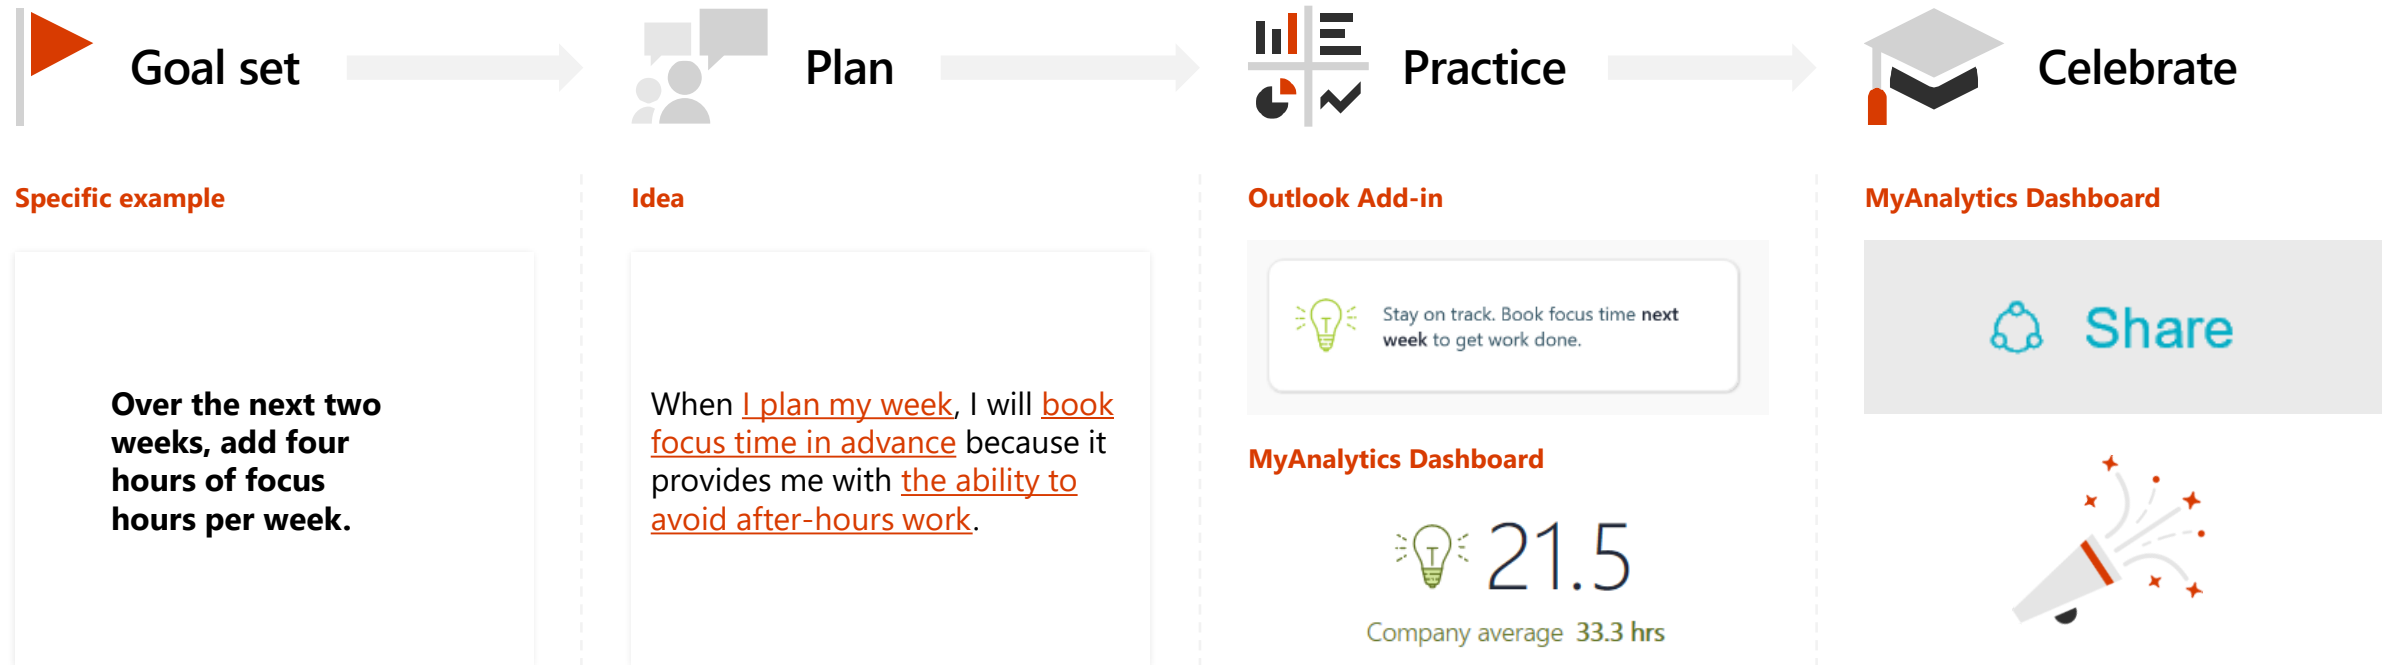 Goal set
Plan
Practice
Celebrate
Specific example
Over the next two
weeks, add four
hours of focus
hours per week.
Idea
When I plan my week, I will book
focus time in advance because it
provides me with the ability to
avoid after-hours work.
Outlook Add-in
Stay on track. Book focus time next
week to get work done.
MyAnalytics Dashboard
21.5
Company average 33.3 hrs
MyAnalytics Dashboard
Share